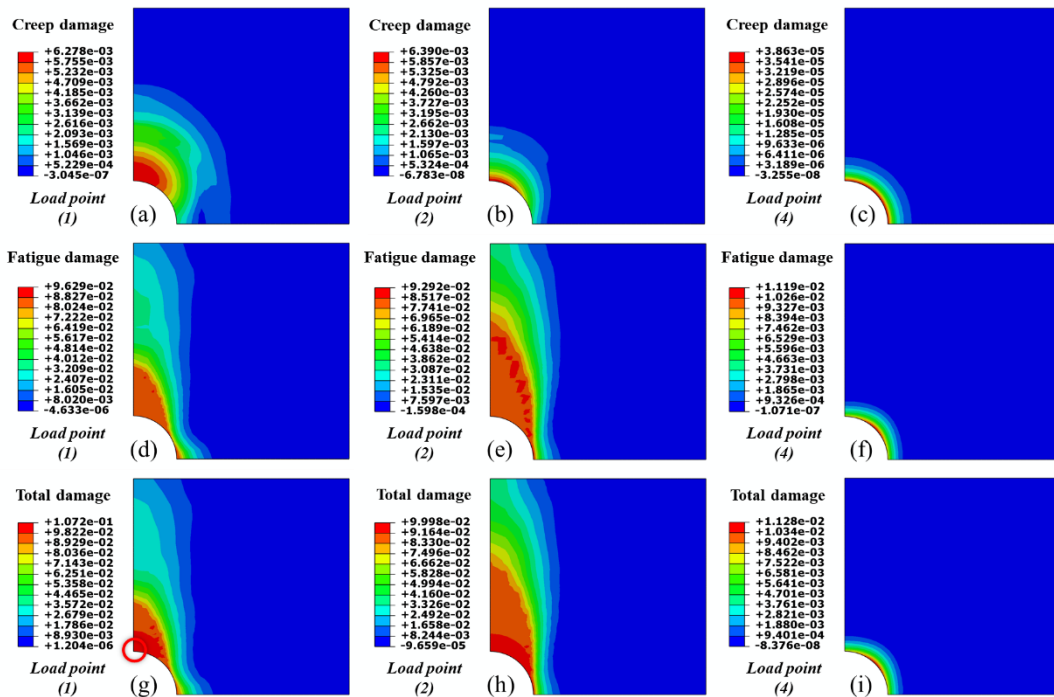 Creep damage
+6.278e-03
+5.755e-03
+5.232e-03
+4.709e-03
+4.185e-03
+3.662e-03
+3.139e-03
+2.616e-03
+2.093e-03
+1.569e-03
+1.046e-03
+5.229e-04
-3.045e-07
Load point
(1)
(a)
Creep damage
+6.390e-03
+5.857e-03
+5.325e-03
+4.792e-03
+4.260e-03
+3.727e-03
+3.195e-03
+2.662e-03
+2.130e-03
+1.597e-03
+1.065e-03
+5.324e-04
-6.783e-08
Load point
(2)
(b)
Creep damage
+3.863e-05
+3.541e-05
+3.219e-05
+2.896e-05
+2.574e-05
+2.252e-05
+1.930e-05
+1.608e-05
+1.285e-05
+9.633e-06
+6.411e-06
+3.189e-06
-3.255e-08
Load point
(4)
(c)
Fatigue damage
+9.629e-02
+8.827e-02
+8.024e-02
+7.222e-02
+6.419e-02
+5.617e-02
+4.814e-02
+4.012e-02
+3.209e-02
+2.407e-02
+1.605e-02
+8.020e-03
-4.633e-06
Load point
(1)
(d)
Fatigue damage
+9.292e-02
+8.517e-02
+7.741e-02
+6.965e-02
+6.189e-02
+5.414e-02
+4.638e-02
+3.862e-02
+3.087e-02
+2.311e-02
+1.535e-02
+7.597e-03
-1.598e-04
Load point
(2)
(e)
Fatigue damage
+1.119e-02
+1.026e-02
+9.327e-03
+8.394e-03
+7.462e-03
+6.529e-03
+5.596e-03
+4.663e-03
+3.731e-03
+2.798e-03
+1.865e-03
+9.326e-04
-1.071e-07
Load point
(4)
(f)
Total damage
+1.072e-01
+9.822e-02
+8.929e-02
+8.036e-02
+7.143e-02
+6.251e-02
+5.358e-02
+4.465e-02
+3.572e-02
+2.679e-02
+1.786e-02
+8.930e-03
+1.204e-06
Load point
(1)
(g)
Total damage
+9.998e-02
+9.164e-02
+8.330e-02
+7.496e-02
+6.662e-02
+5.828e-02
+4.994e-02
+4.160e-02
+3.326e-02
+2.492e-02
+1.658e-02
+8.244e-03
-9.659e-05
Load point
(2)
(h)
Total damage
+1.128e-02
+1.034e-02
+9.402e-03
+8.462e-03
+7.522e-03
+6.581e-03
+5.641e-03
+4.701e-03
+3.761e-03
+2.821e-03
+1.880e-03
+9.401e-04
-8.376e-08
Load point
(4)
(i)